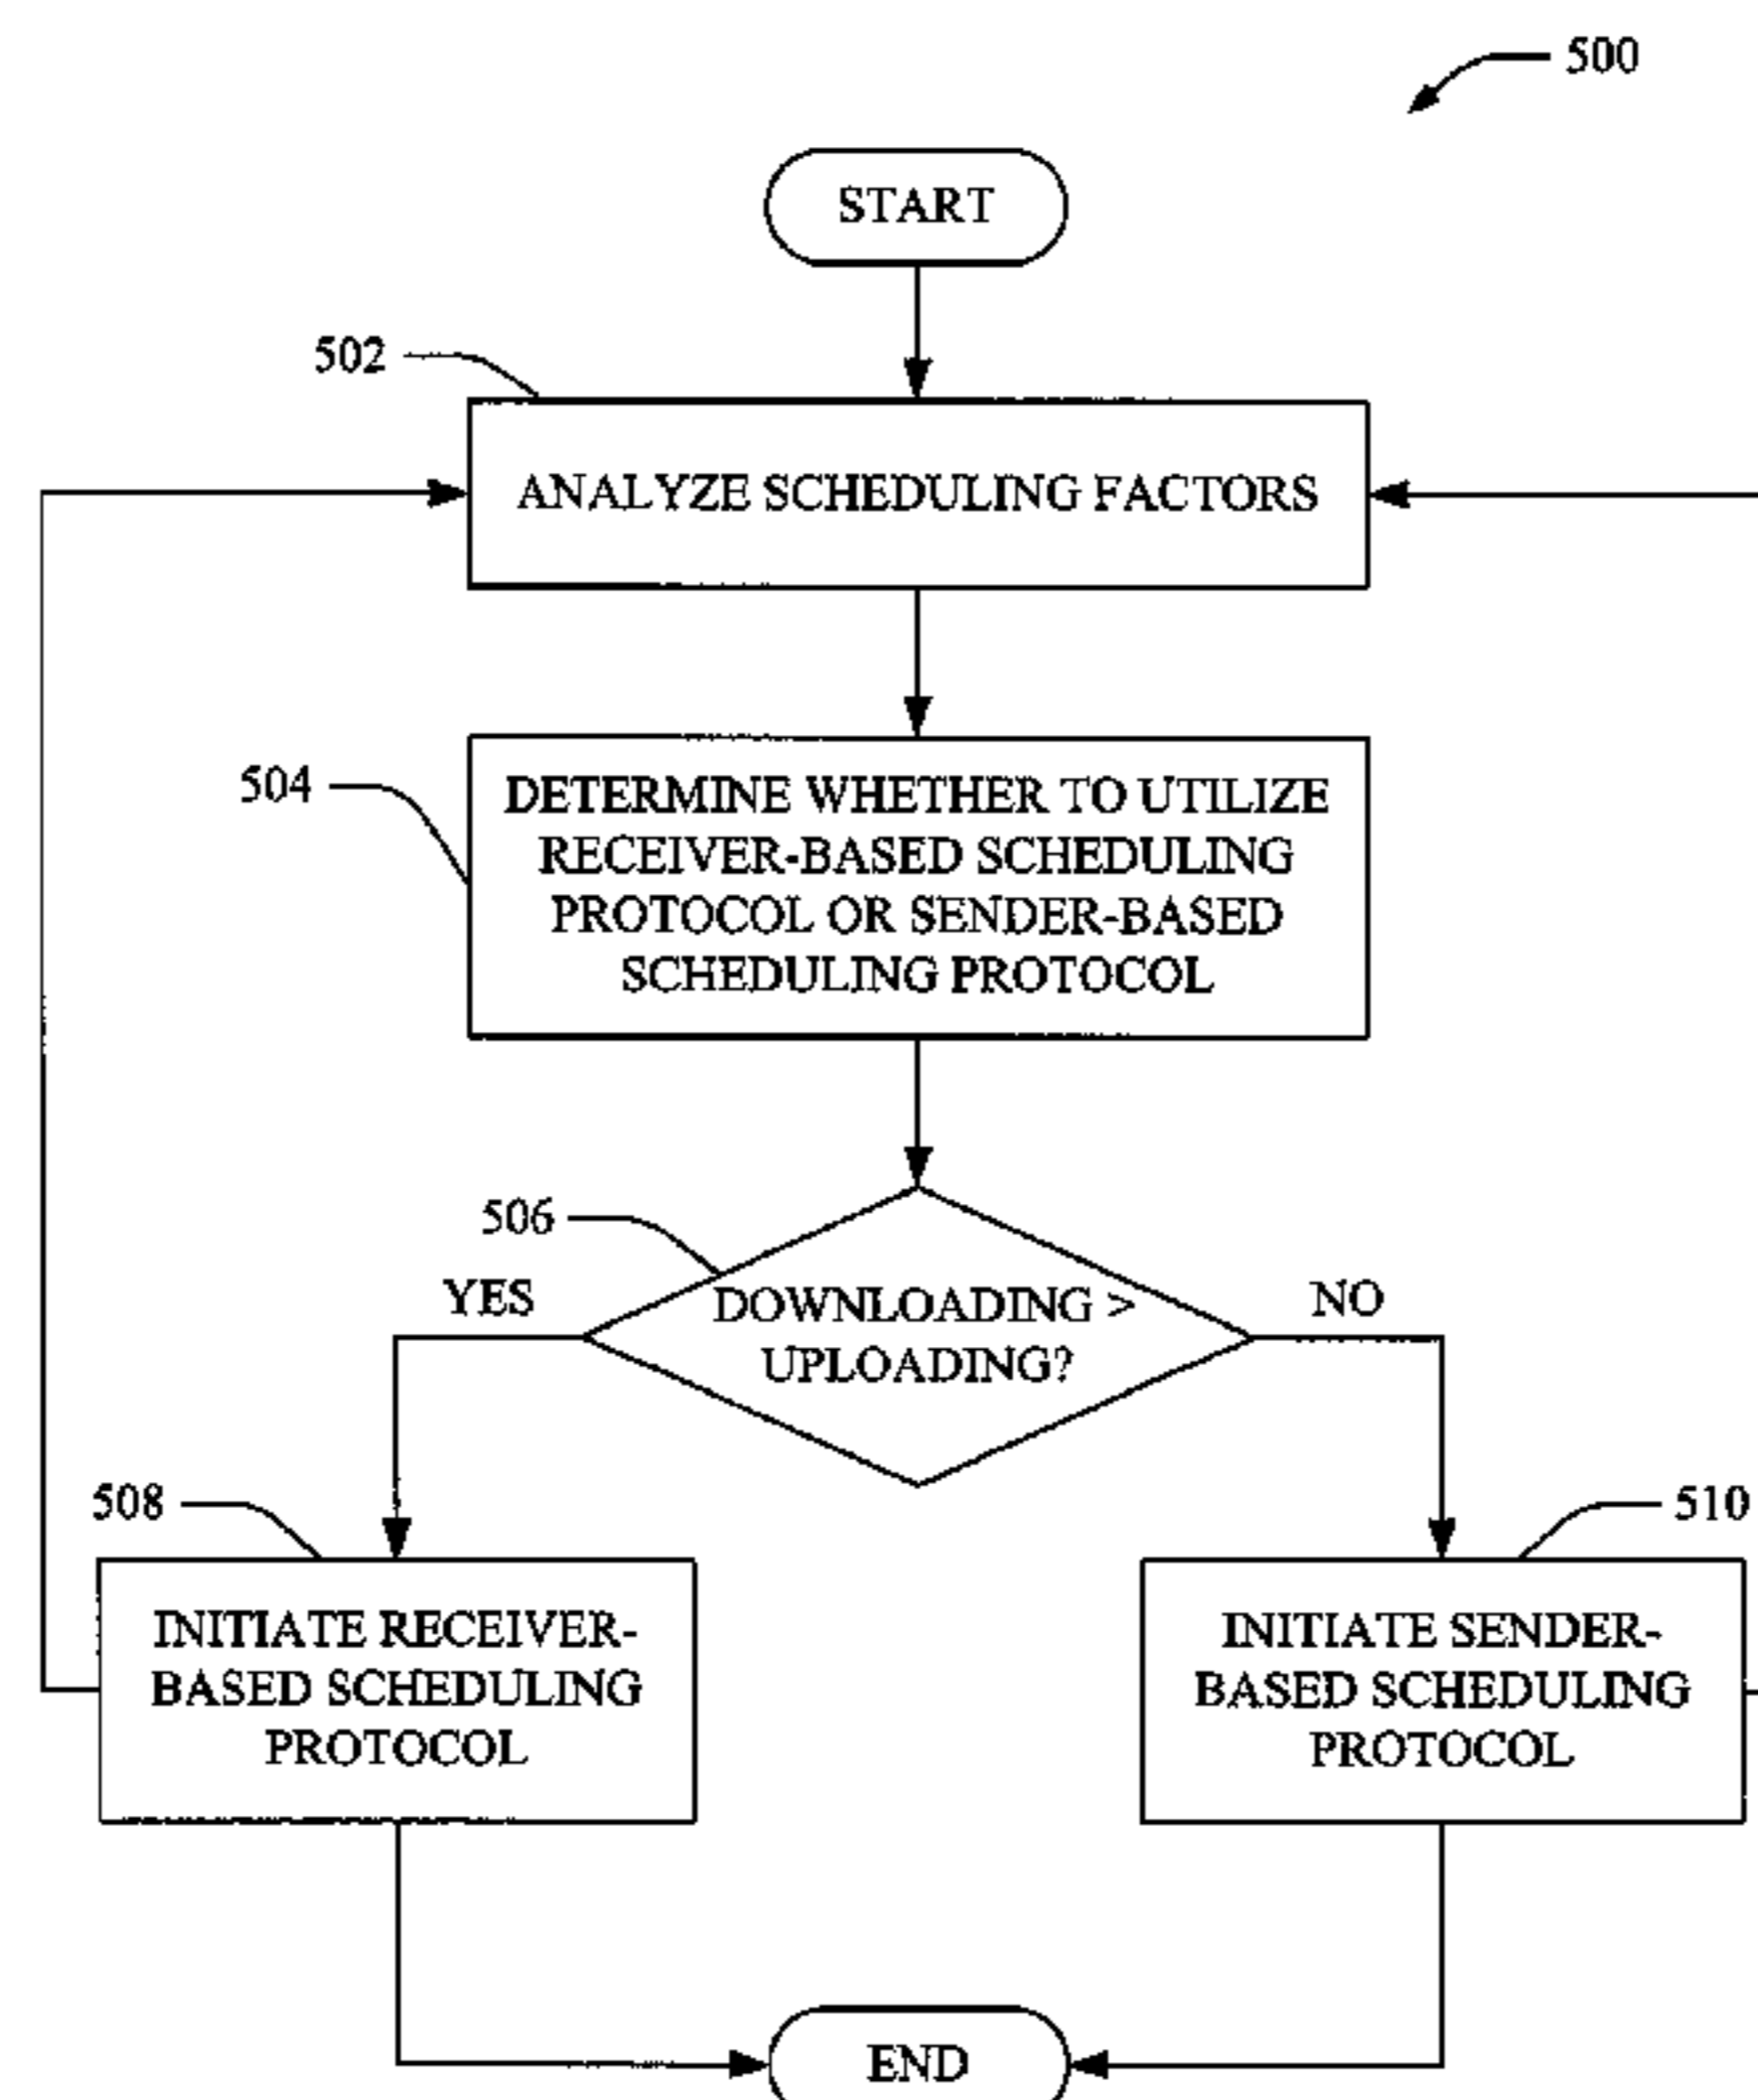 500
START
502
ANALYZE SCHEDULING FACTORS
504
DETERMINE WHETHER TO UTILIZE
RECEIVER-BASED SCHEDULING
PROTOCOL OR SENDER-BASED
SCHEDULING PROTOCOL
506
YES
DOWNLOADING >
UPLOADING?
NO
508
INITIATE RECEIVER-
BASED SCHEDULING
PROTOCOL
510
INITIATE SENDER-
BASED SCHEDULING
PROTOCOL
END